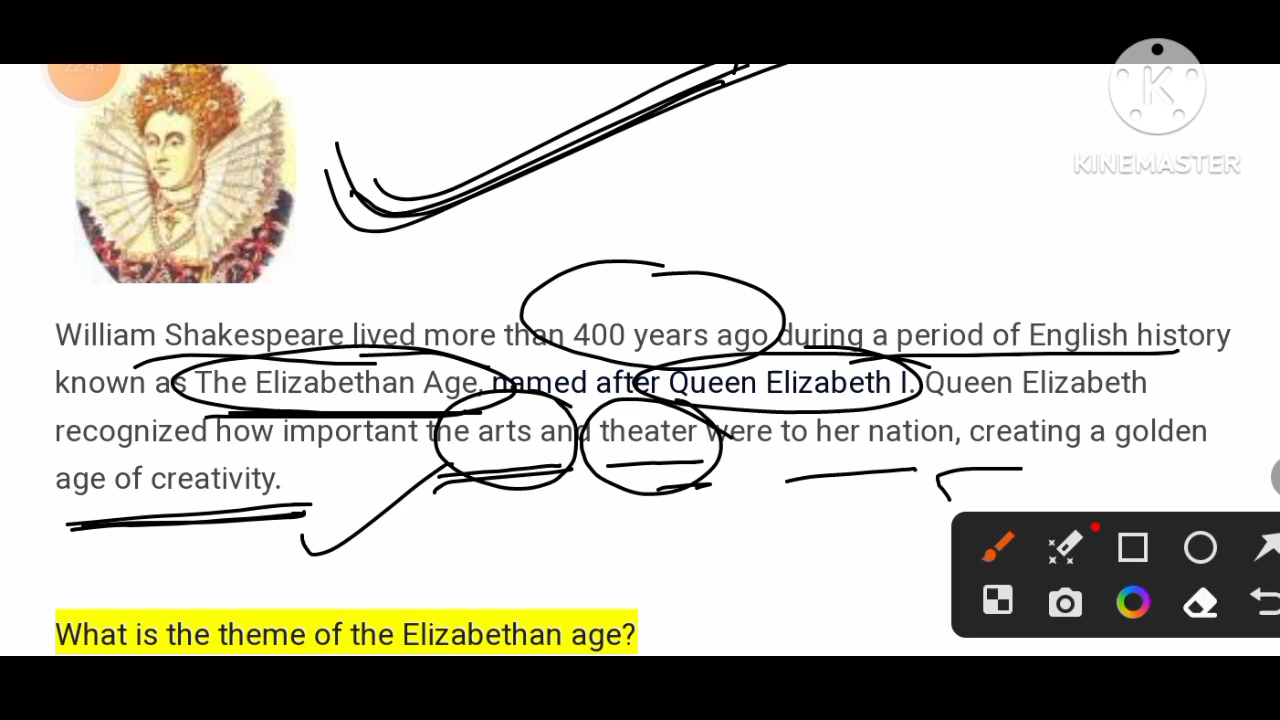 22:43
KINEMASTER
William Shakespeare lived more than 400 years ago during a period of English history
known as The Elizabethan Age, named after Queen Elizabeth I. Queen Elizabeth
recognized how important the arts and theater were to her nation, creating a golden
age of creativity.
What is the theme of the Elizabethan age?